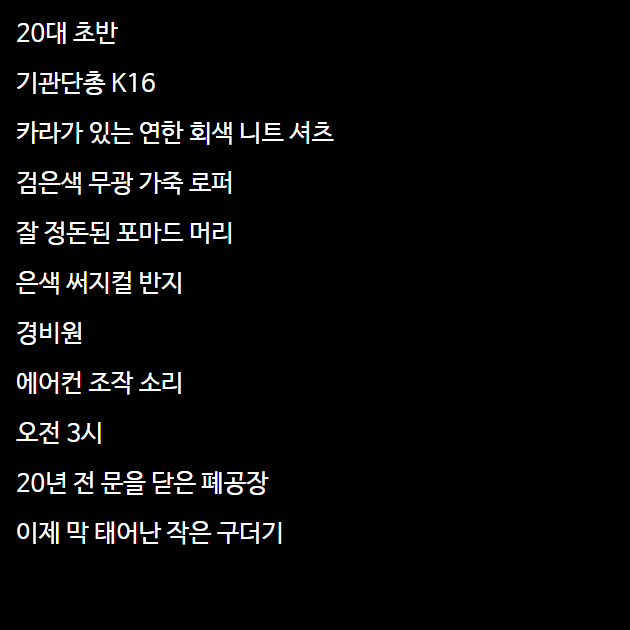 20대 초반
기관단총 K16
카라가 있는 연한 회색 니트 셔츠
검은색 무광 가죽 로퍼
잘 정돈된 포마드 머리
은색 써지컬 반지
경비원
에어컨 조작 소리
오전 3시
20년 전 문을 닫은 폐공장
이제 막 태어난 작은 구더기